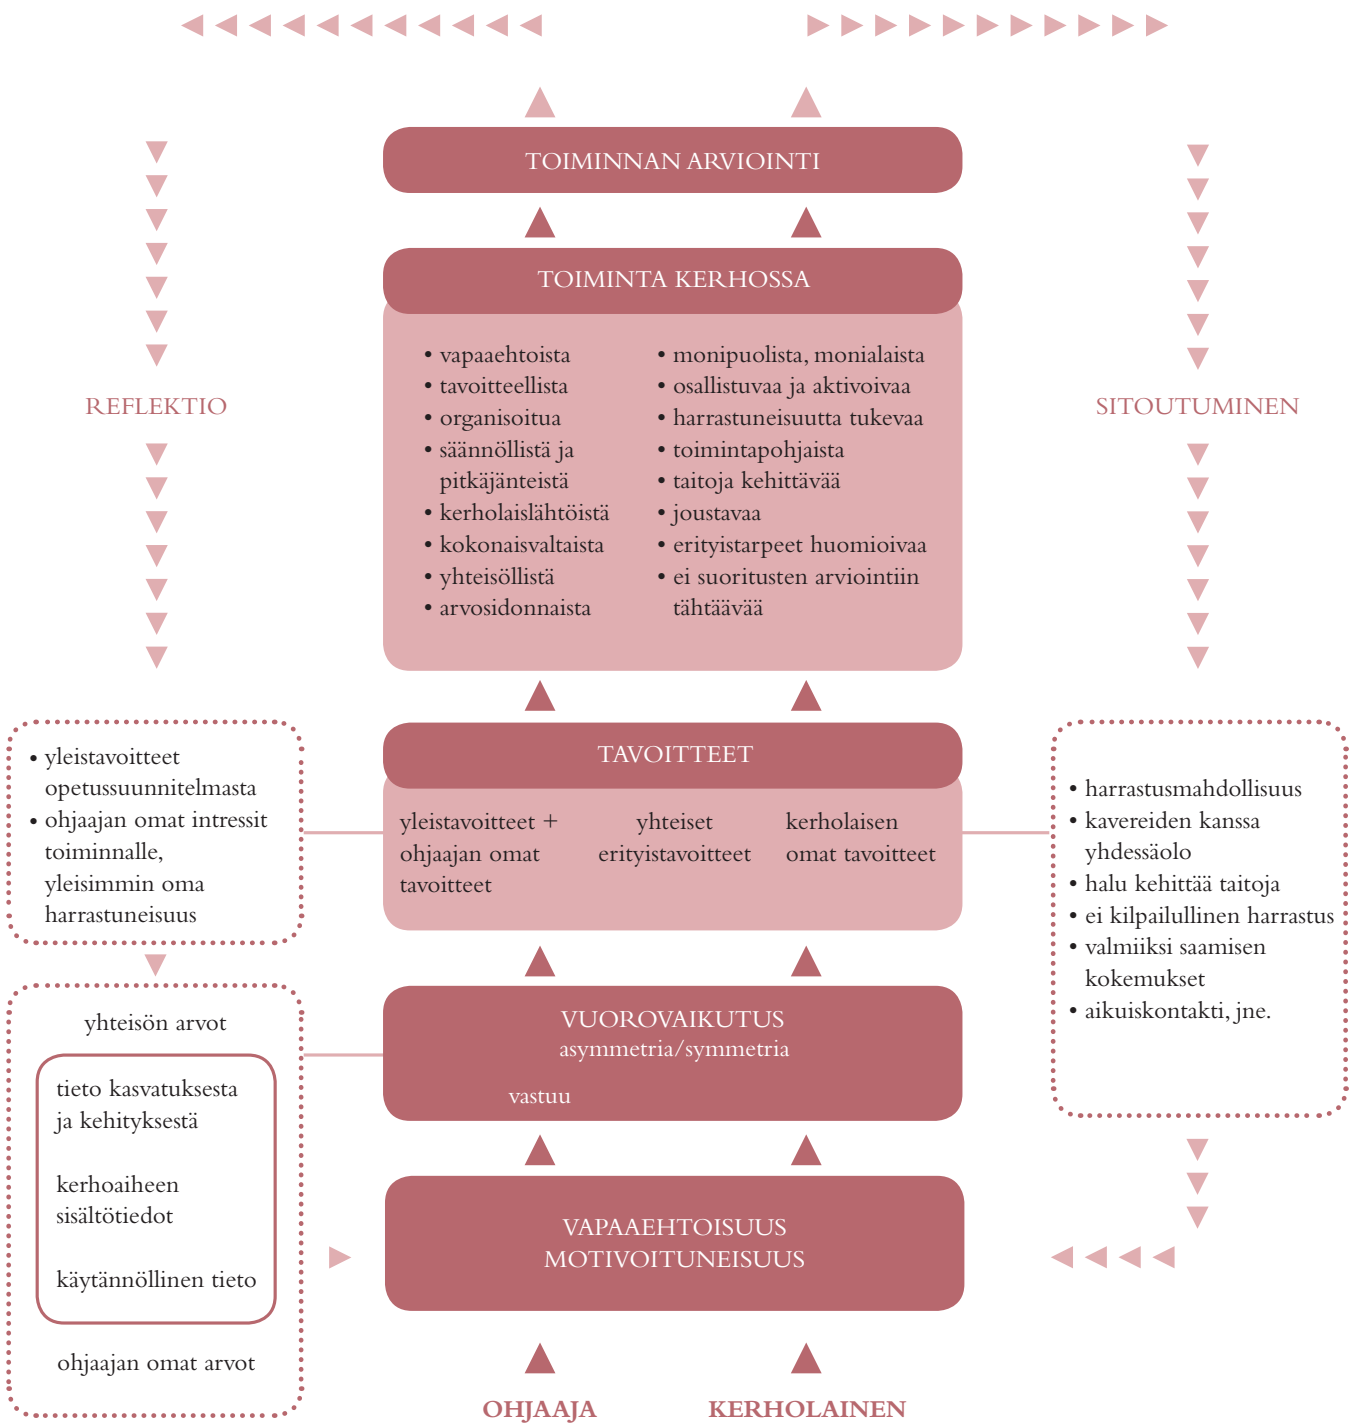 TOIMINNAN ARVIOINTI
TOIMINTA KERHOSSA
• vapaaehtoista
• tavoitteellista
• organisoitua
• säännöllistä ja
pitkäjänteistä
• kerholaislähtöistä
• kokonaisvaltaista
• yhteisöllistä
• arvosidonnaista
• monipuolista, monialaista
• osallistuvaa ja aktivoivaa
• harrastuneisuutta tukevaa
• toimintapohjaista
• taitoja kehittävää
• joustavaa
• erityistarpeet huomioivaa
• ei suoritusten arviointiin
tähtäävää
REFLEKTIO
SITOUTUMINEN
• yleistavoitteet
opetussuunnitelmasta
• ohjaajan omat intressit
toiminnalle,
yleisimmin oma
harrastuneisuus
TAVOITTEET
yleistavoitteet +
ohjaajan omat
tavoitteet
yhteiset
erityistavoitteet
kerholaisen
omat tavoitteet
• harrastusmahdollisuus
• kavereiden kanssa
yhdessäolo
• halu kehittää taitoja
• ei kilpailullinen harrastus
• valmiiksi saamisen
kokemukset
• aikuiskontakti, jne.
yhteisön arvot
tieto kasvatuksesta
ja kehityksestä
kerhoaiheen
sisältötiedot
käytännöllinen tieto
ohjaajan omat arvot
VUOROVAIKUTUS
asymmetria/symmetria
vastuu
VAPAAEHTOISUUS
MOTIVOITUNEISUUS
OHJAAJA
KERHOLAINEN